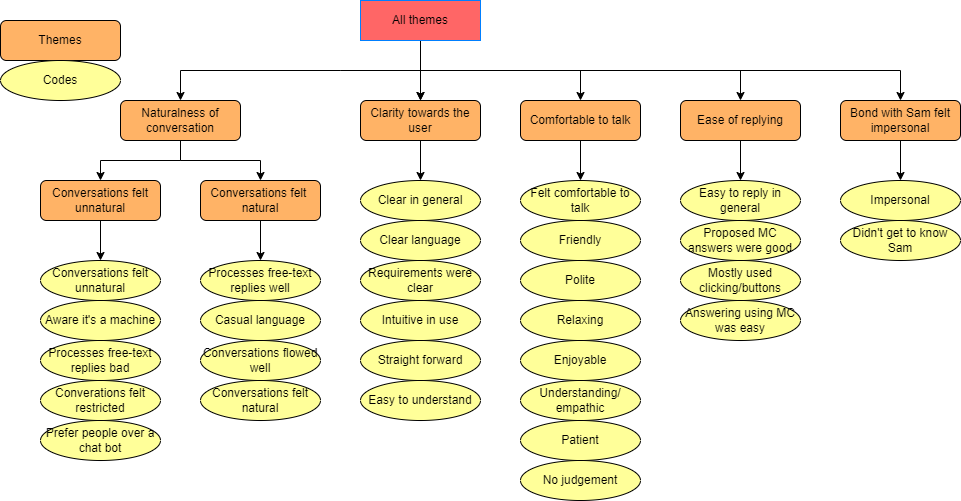 All themes
Themes
Codes
Naturalness of
conversation
Clarity towards the
user
Comfortable to talk
Ease of replying
Bond with Sam felt
impersonal
Conversations felt
unnatural
Conversations felt
natural
Conversations felt
unnatural
Aware it's a machine
Processes free-text
replies bad
Converations felt
restricted
Prefer people over a
chat bot
Processes free-text
replies well
Casual language
Conversations flowed
well
Conversations felt
natural
Clear in general
Clear language
Requirements were
clear
Intuitive in use
Straight forward
Easy to understand
Felt comfortable to
talk
Friendly
Polite
Relaxing
Enjoyable
Understanding/
empathic
Patient
No judgement
Easy to reply in
general
Proposed MC
answers were good
Mostly used
clicking/buttons
Answering using MC
was easy
Impersonal
Didn't get to know
Sam